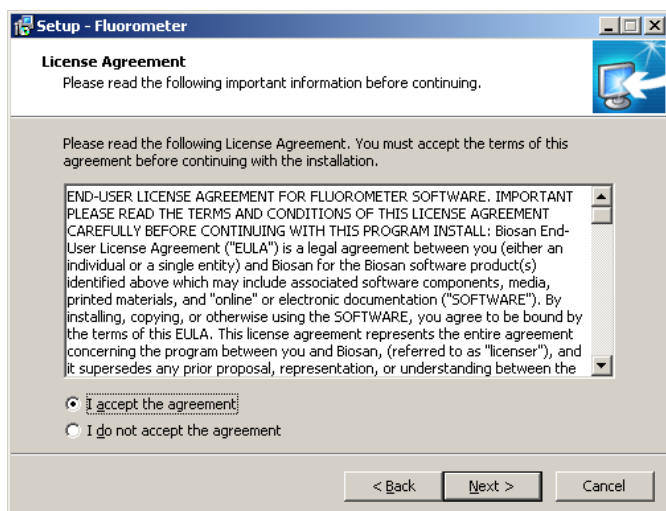 Setup - Fluorometer
License Agreement
Please read the following important information before continuing.
Please read the following License Agreement. You must accept the terms of this
agreement before continuing with the installation.
END-USER LICENSE AGREEMENT FOR FLUOROMETER SOFTWARE. IMPORTANT
PLEASE READ THE TERMS AND CONDITIONS OF THIS LICENSE AGREEMENT
CAREFULLY BEFORE CONTINUING WITH THIS PROGRAM INSTALL: Biosan End-
User License Agreement ("EULA") is a legal agreement between you (either an
individual or a single entity) and Biosan for the Biosan software product(s)
identified above which may include associated software components, media,
printed materials, and "online" or electronic documentation ("SOFTWARE"). By
installing, copying, or otherwise using the SOFTWARE, you agree to be bound by
the terms of this EULA. This license agreement represents the entire agreement
concerning the program between you and Biosan, (referred to as "licenser"), and
it supersedes any prior proposal, representation, or understanding between the
I accept the agreement
I do not accept the agreement
< Back Next > Cancel